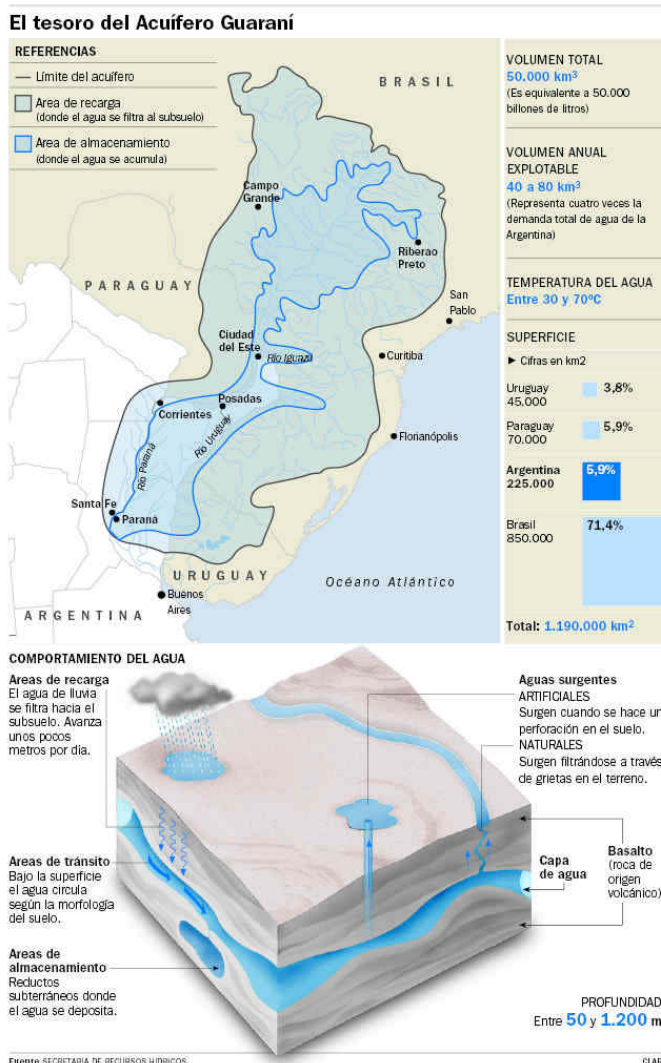 El tesoro del Acuífero Guaraní
REFERENCIAS
Límite del acuífero
Area de recarga
(donde el agua se filtra al subsuelo)
Area de almacenamiento
(donde el agua se acumula)
BRASIL
Campo
Grande
Riberao
Preto
PARAGUAY
San
Pablo
Ciudad
del Este
Río Iguazú
Curitiba
Posadas
Corrientes
Río Uruguay
Río Paraná
Florianópolis
Santa Fe
Paraná
URUGUAY
Océano Atlántico
Buenos
Aires
ARGENTINA
VOLUMEN TOTAL
50.000 km³
(Es equivalente a 50.000
billones de litros)
VOLUMEN ANUAL
EXPLOTABLE
40 a 80 km³
(Representa cuatro veces la
demanda total de agua de la
Argentina)
TEMPERATURA DEL AGUA
Entre 30 y 70ºC
SUPERFICIE
► Cifras en km2
Uruguay
45.000
3,8%
Paraguay
70.000
5,9%
Argentina
225.000
5,9%
Brasil
850.000
71,4%
Total: 1.190.000 km²
COMPORTAMIENTO DEL AGUA
Areas de recarga
El agua de lluvia
se filtra hacia el
subsuelo. Avanza
unos pocos
metros por día.
Areas de tránsito
Bajo la superficie
el agua circula
según la morfología
del suelo.
Areas de
almacenamiento
Reductos
subterráneos donde
el agua se deposita.
Aguas surgentes
ARTIFICIALES
Surgen cuando se hace un
perforación en el suelo.
NATURALES
Surgen filtrándose a través
de grietas en el terreno.
Capa
de agua
Basalto
(roca de
origen
volcánico)
PROFUNDIDAD
Entre 50 y 1.200 m
Fuente SECRETARIA DE RECURSOS HIDRICOS
CLAR